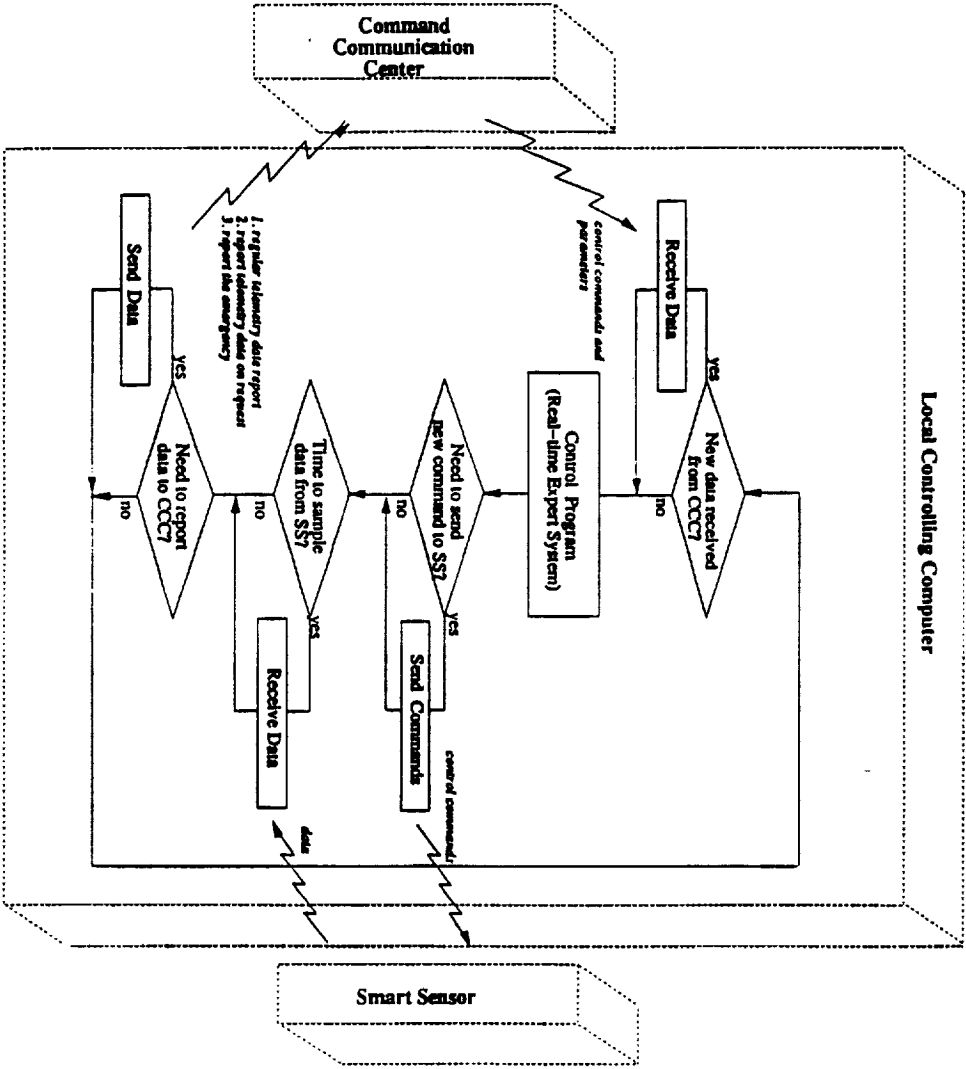 Command
Communication
Center
Local Controlling Computer
New data received
from CCC?
yes
no
Receive Data
control commands and
parameters
Control Program
(Real-time Expert System)
Need to send
new command to SS?
yes
no
Send Commands
control commands
Time to sample
data from SS?
yes
no
Receive Data
data
Need to report
data to CCC?
yes
no
Send Data
1. regular telemetry data report
2. report telemetry data on request
3. report the emergency
Smart Sensor